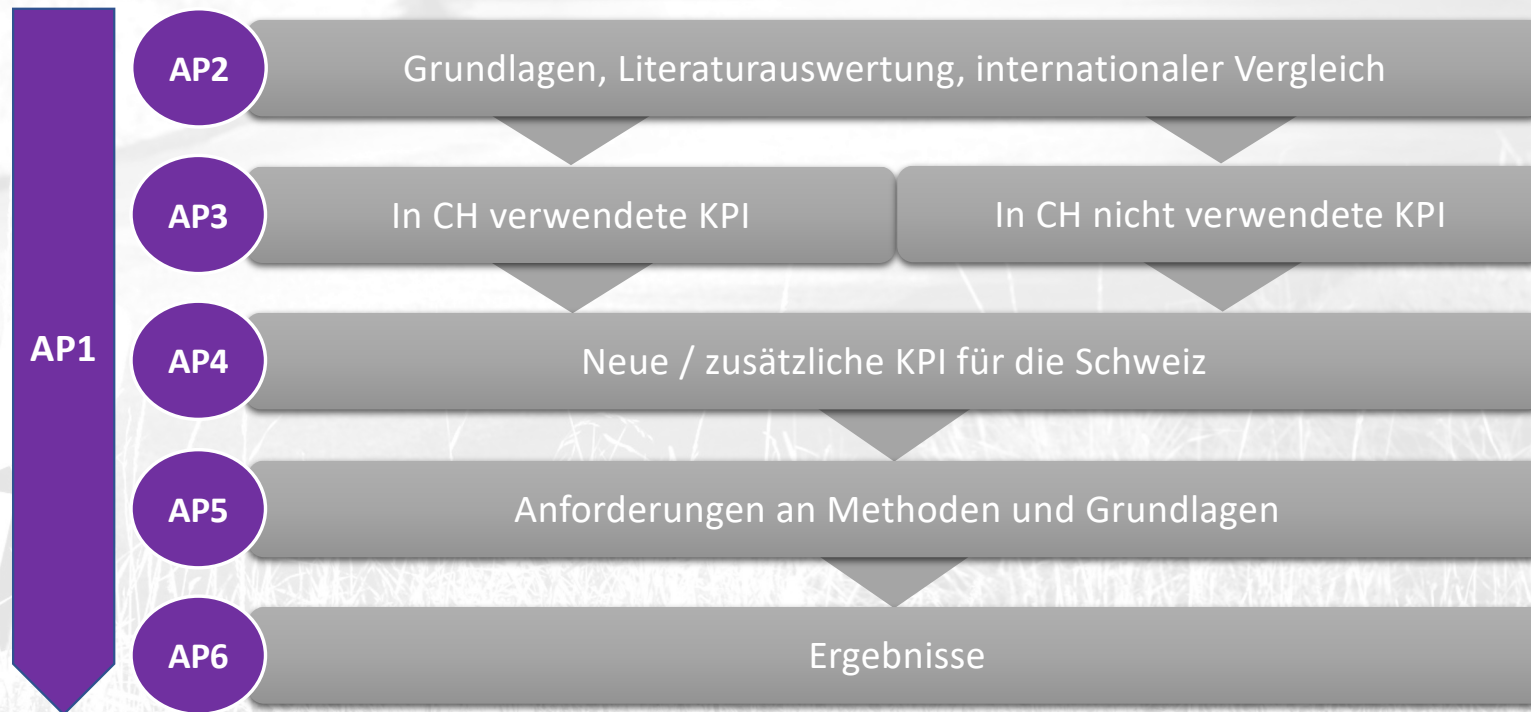 AP1
AP2
Grundlagen, Literaturauswertung, internationaler Vergleich
AP3
In CH verwendete KPI
In CH nicht verwendete KPI
AP4
Neue / zusätzliche KPI für die Schweiz
AP5
Anforderungen an Methoden und Grundlagen
AP6
Ergebnisse